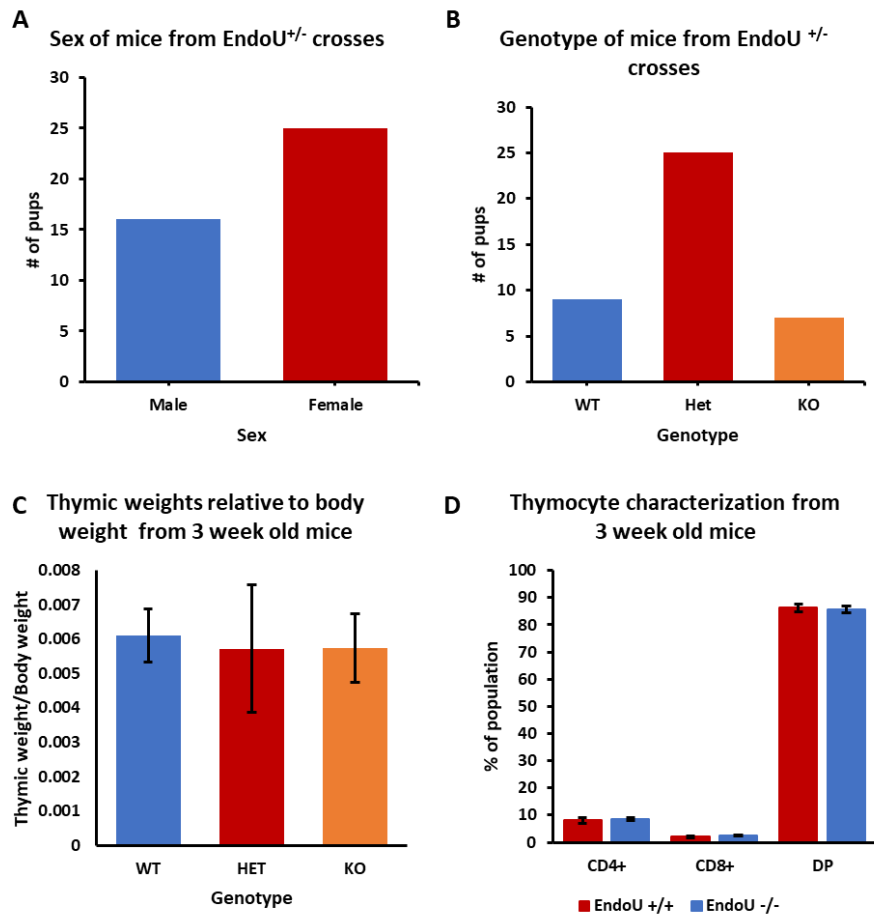 A
Sex of mice from EndoU+/- crosses
30
25
20
15
10
5
0
# of pups
Male
Female
Sex
B
Genotype of mice from EndoU +/-
crosses
30
25
20
15
10
5
0
# of pups
WT
Het
KO
Genotype
C
Thymic weights relative to body
weight from 3 week old mice
0.008
0.007
0.006
0.005
0.004
0.003
0.002
0.001
0
Thymic weight/Body weight
WT
HET
KO
Genotype
D
Thymocyte characterization from
3 week old mice
100
90
80
70
60
50
40
30
20
10
0
% of population
CD4+
CD8+
DP
EndoU +/+
EndoU -/-